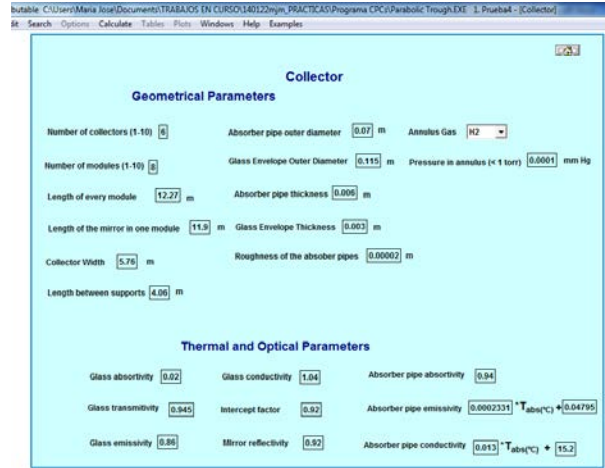 butable C:\Users\Maria Jose\Documents\TRABAJOS EN CURSO\140122mjm_PRACTICAS\Programa CPCs\Parabolic Trough.EXE 1. Prueba4 - [Collector]
dit Search Options Calculate Tables Plots Windows Help Examples
Collector
Geometrical Parameters
Number of collectors (1-10) 6 Absorber pipe outer diameter 0.07 m Annulus Gas H2
Number of modules (1-10) 8 Glass Envelope Outer Diameter 0.115 m Pressure in annulus (< 1 torr) 0.0001 mm Hg
Length of every module 12.27 m Absorber pipe thickness 0.006 m
Length of the mirror in one module 11.9 m Glass Envelope Thickness 0.003 m
Collector Width 5.76 m Roughness of the absober pipes 0.00002 m
Length between supports 4.06 m
Thermal and Optical Parameters
Glass absortivity 0.02 Glass conductivity 1.04 Absorber pipe absortivity 0.94
Glass transmitivity 0.945 Intercept factor 0.92 Absorber pipe emissivity 0.0002331 *Tabs(ºC) + 0.04795
Glass emissivity 0.86 Mirror reflectivity 0.92 Absorber pipe conductivity 0.013 *Tabs(ºC) + 15.2